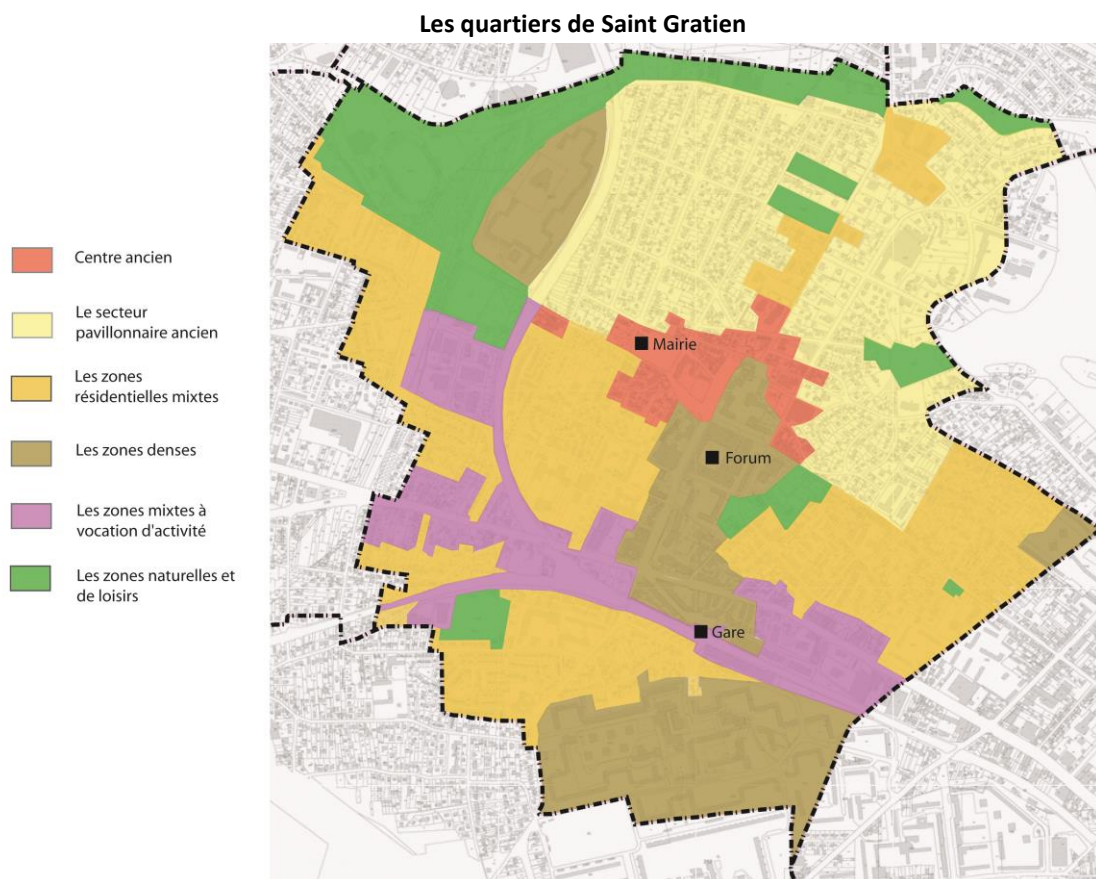 Les quartiers de Saint Gratien
Centre ancien
Le secteur
pavillonnaire ancien
Les zones
résidentielles mixtes
Les zones denses
Les zones mixtes à
vocation d'activité
Les zones naturelles et
de loisirs
Mairie
Forum
Gare